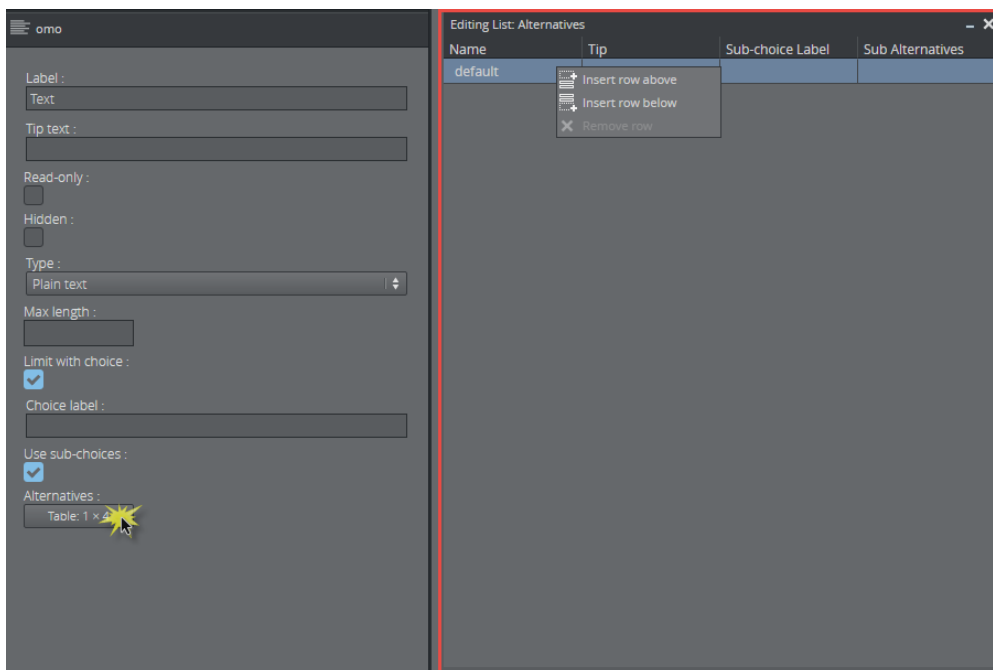 omo
Label :
Text
Tip text :
Read-only :
Hidden :
Type :
Plain text
Max length :
Limit with choice :
Choice label :
Use sub-choices :
Alternatives :
Table: 1 × 4
Editing List: Alternatives
Name Tip Sub-choice Label Sub Alternatives
default
Insert row above
Insert row below
Remove row